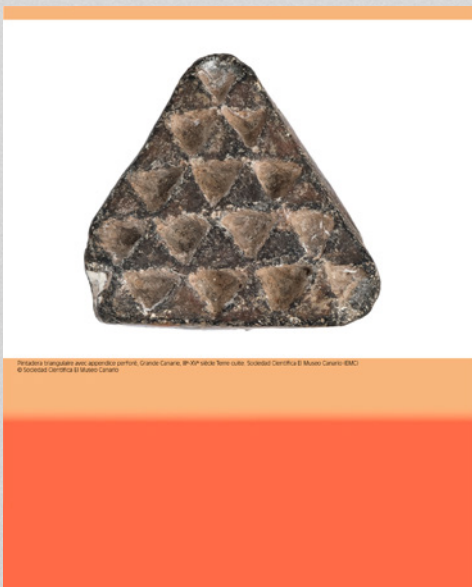 Pintadera triangulaire avec appendice perforé, Grande Canarie, IIIᵉ-XVᵉ siècle Terre cuite. Sociedad Científica El Museo Canario (EMC)
© Sociedad Científica El Museo Canario